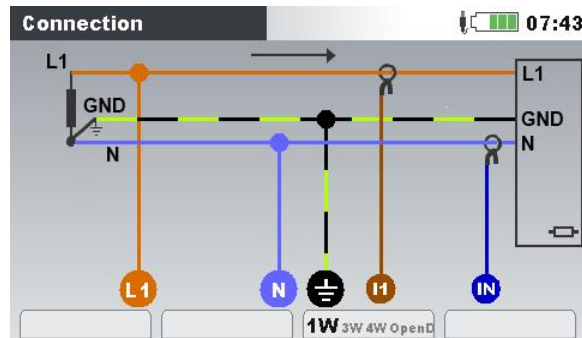 Connection 07:43
L1 L1
GND GND
N N
L1 N I1 IN
1W 3W 4W OpenD